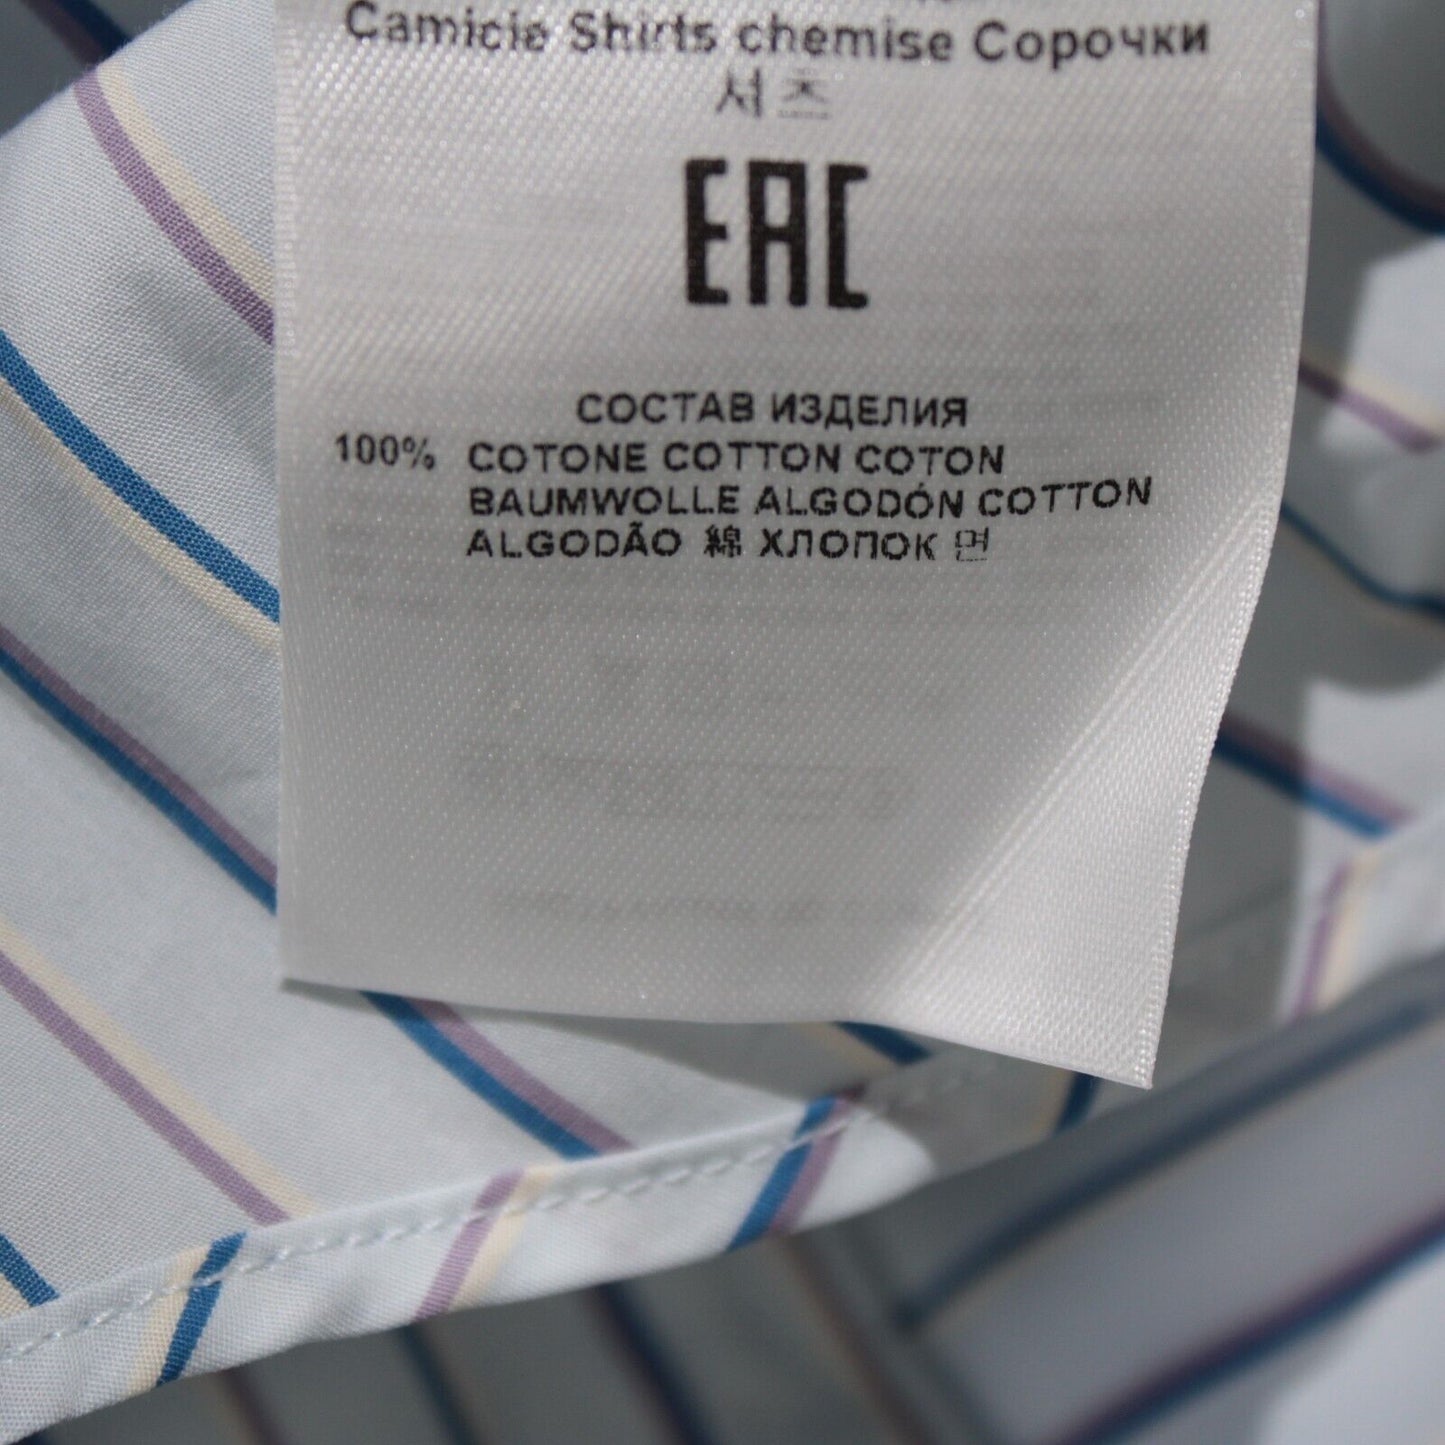 Camicie Shirts chemise Сорочки
셔츠
EAC
СОСТАВ ИЗДЕЛИЯ
100% COTONE COTTON COTON
BAUMWOLLE ALGODÓN COTTON
ALGODÃO 綿 ХЛОПОК 면